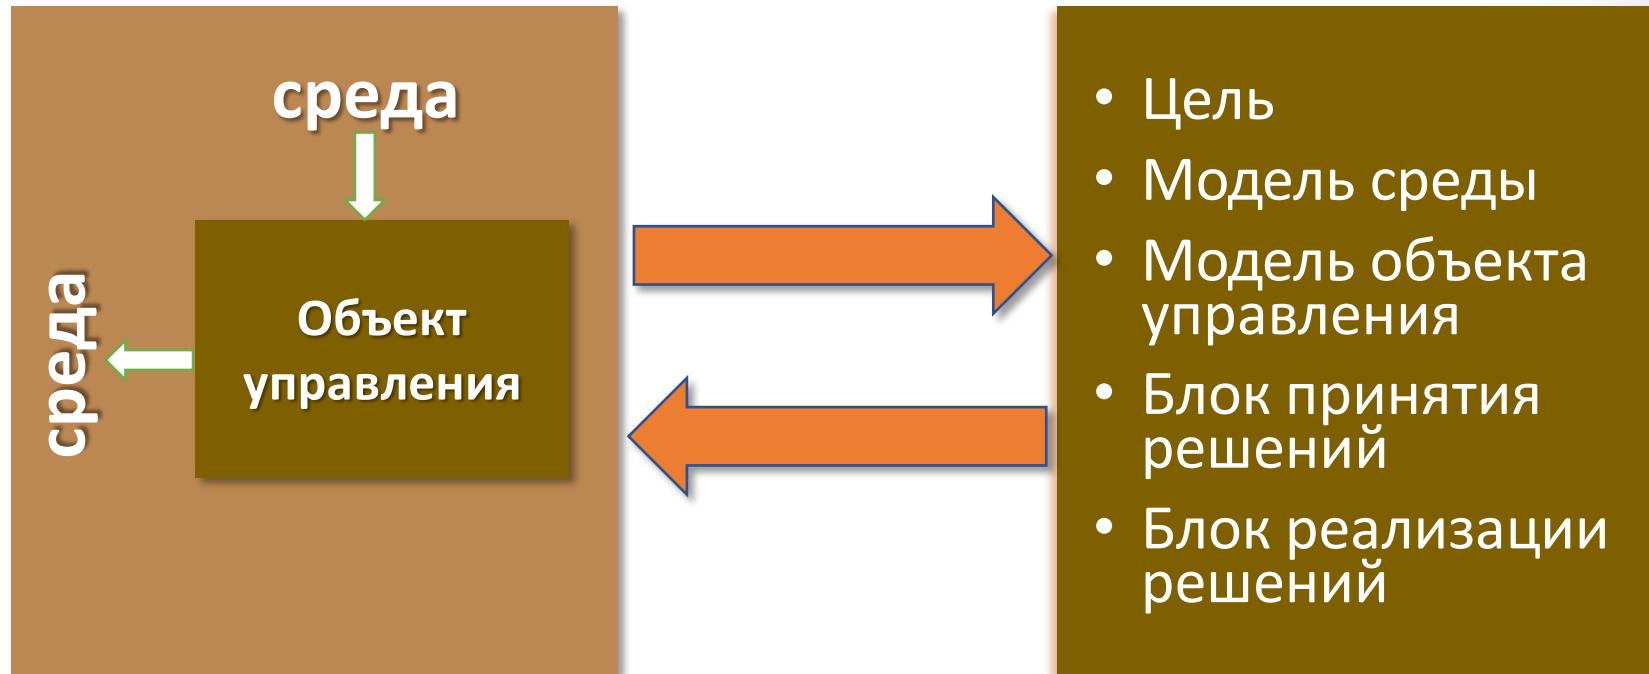 среда
среда
Объект
управления
• Цель
• Модель среды
• Модель объекта
управления
• Блок принятия
решений
• Блок реализации
решений